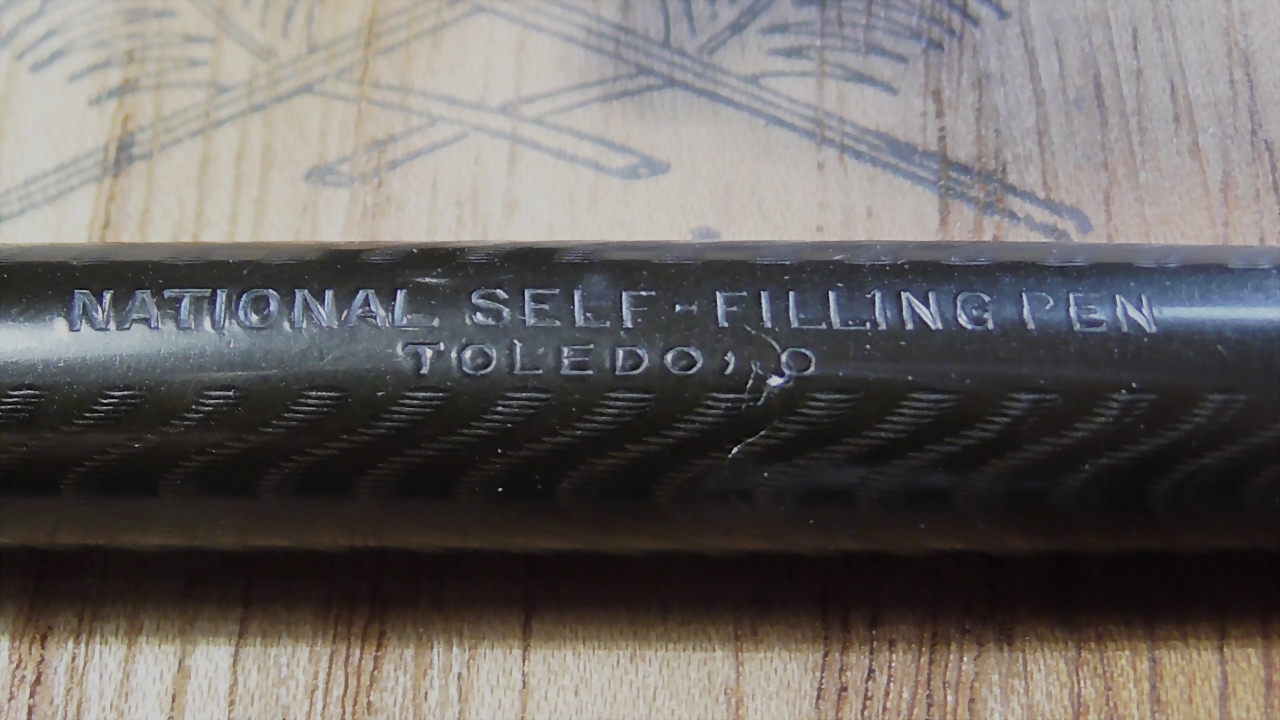 NATIONAL SELF-FILLING PEN
TOLEDO, O